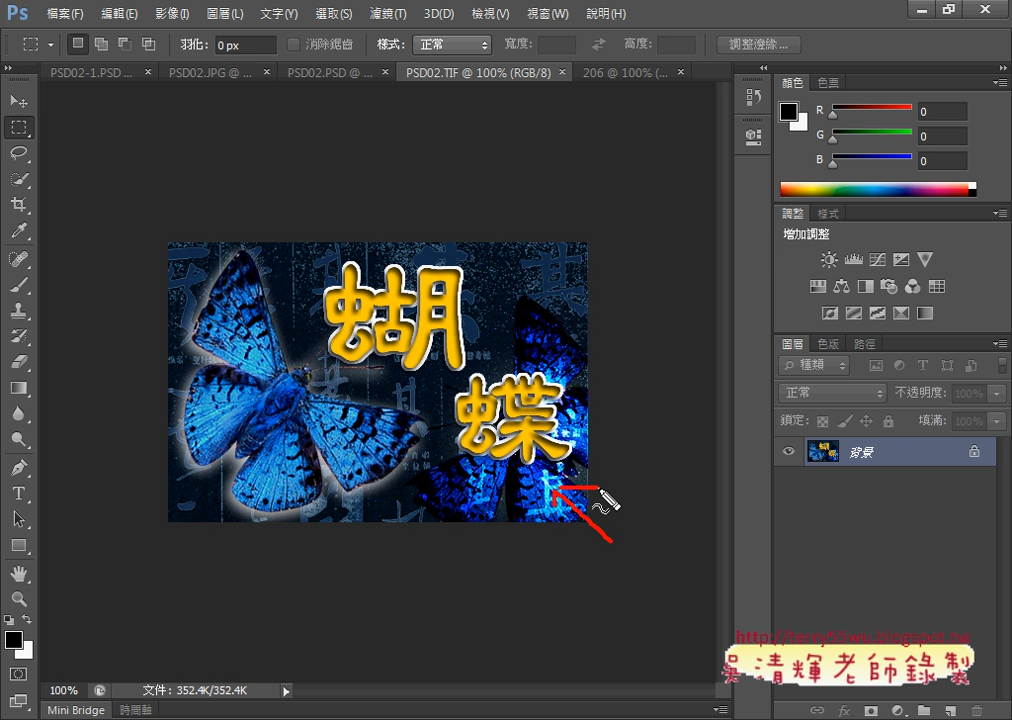 Ps 檔案(F) 編輯(E) 影像(I) 圖層(L) 文字(Y) 選取(S) 濾鏡(T) 3D(D) 檢視(V) 視窗(W) 說明(H)
羽化: 0 px 消除鋸齒 樣式: 正常 寬度: 高度: 調整邊緣...
PSD02-1.PSD ... × PSD02.JPG @ ... × PSD02.PSD @ ... × PSD02.TIF @ 100% (RGB/8) × 206 @ 100% (... ×
顏色 色票
R 0
G 0
B 0
調整 樣式
增加調整
蝴
蝶
圖層 色版 路徑
種類
正常 不透明度: 100%
鎖定: 填滿: 100%
背景
http://terry55wu.blogspot.tw
吳清輝老師錄製
100% 文件: 352.4K/352.4K
Mini Bridge 時間軸